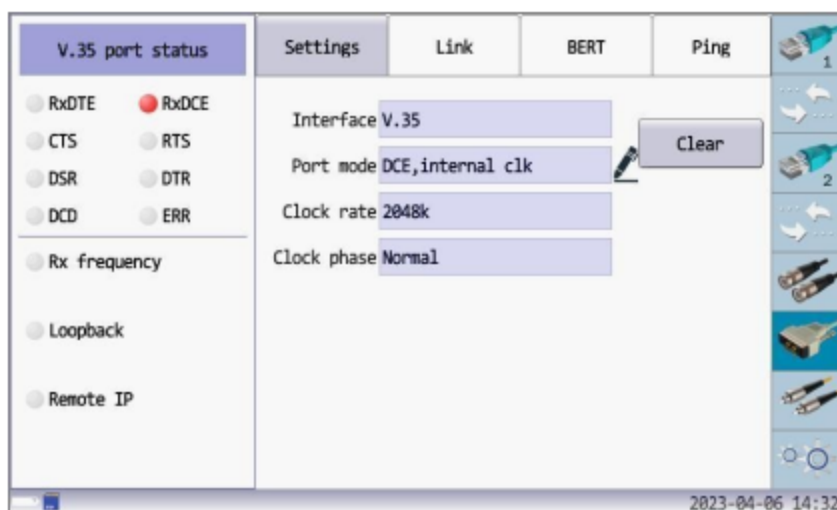 V.35 port status
Settings Link BERT Ping
1
RxDTE RxDCE
CTS RTS
DSR DTR
DCD ERR
Rx frequency
Loopback
Remote IP
Interface V.35
Port mode DCE,internal clk
Clock rate 2048k
Clock phase Normal
Clear
2
2023-04-06 14:32